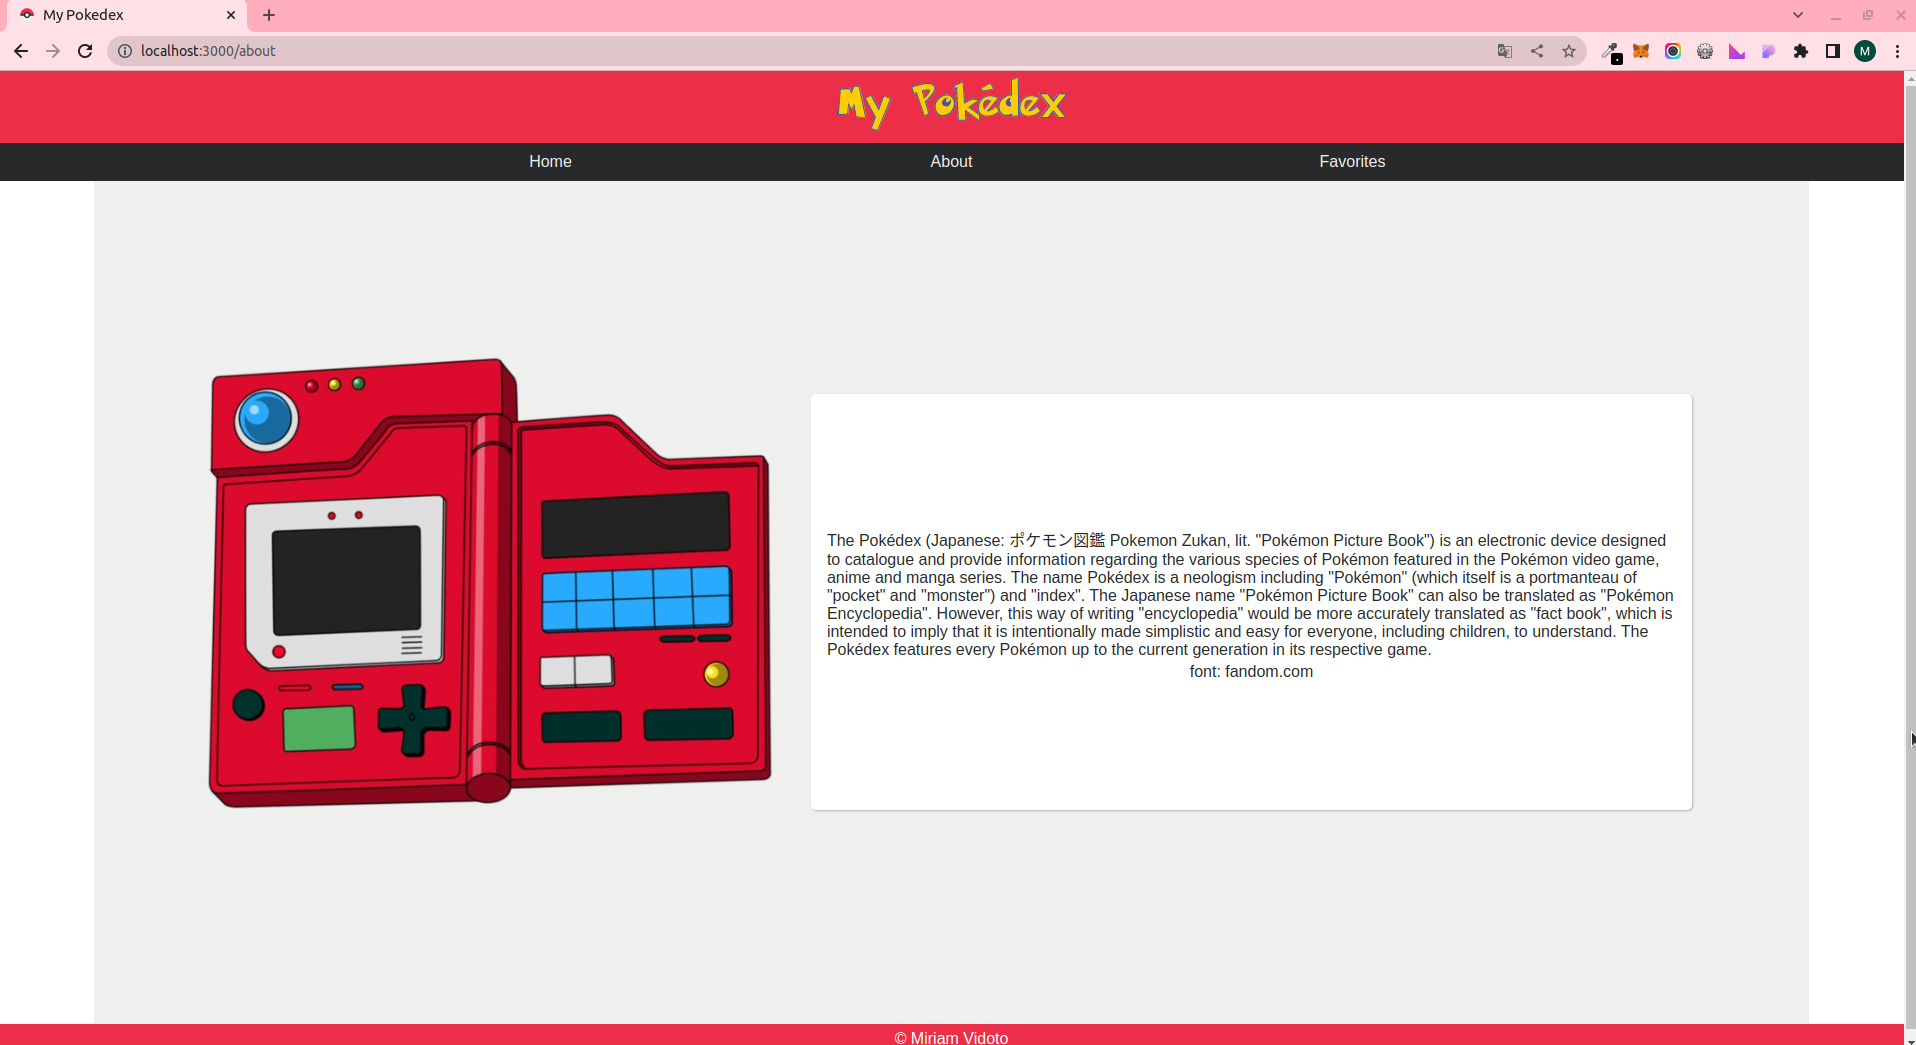 My Pokedex
localhost:3000/about
M
My Pokédex
Home About Favorites
The Pokédex (Japanese: ポケモン図鑑 Pokemon Zukan, lit. "Pokémon Picture Book") is an electronic device designed
to catalogue and provide information regarding the various species of Pokémon featured in the Pokémon video game,
anime and manga series. The name Pokédex is a neologism including "Pokémon" (which itself is a portmanteau of
"pocket" and "monster") and "index". The Japanese name "Pokémon Picture Book" can also be translated as "Pokémon
Encyclopedia". However, this way of writing "encyclopedia" would be more accurately translated as "fact book", which is
intended to imply that it is intentionally made simplistic and easy for everyone, including children, to understand. The
Pokédex features every Pokémon up to the current generation in its respective game.
font: fandom.com
© Miriam Vidoto